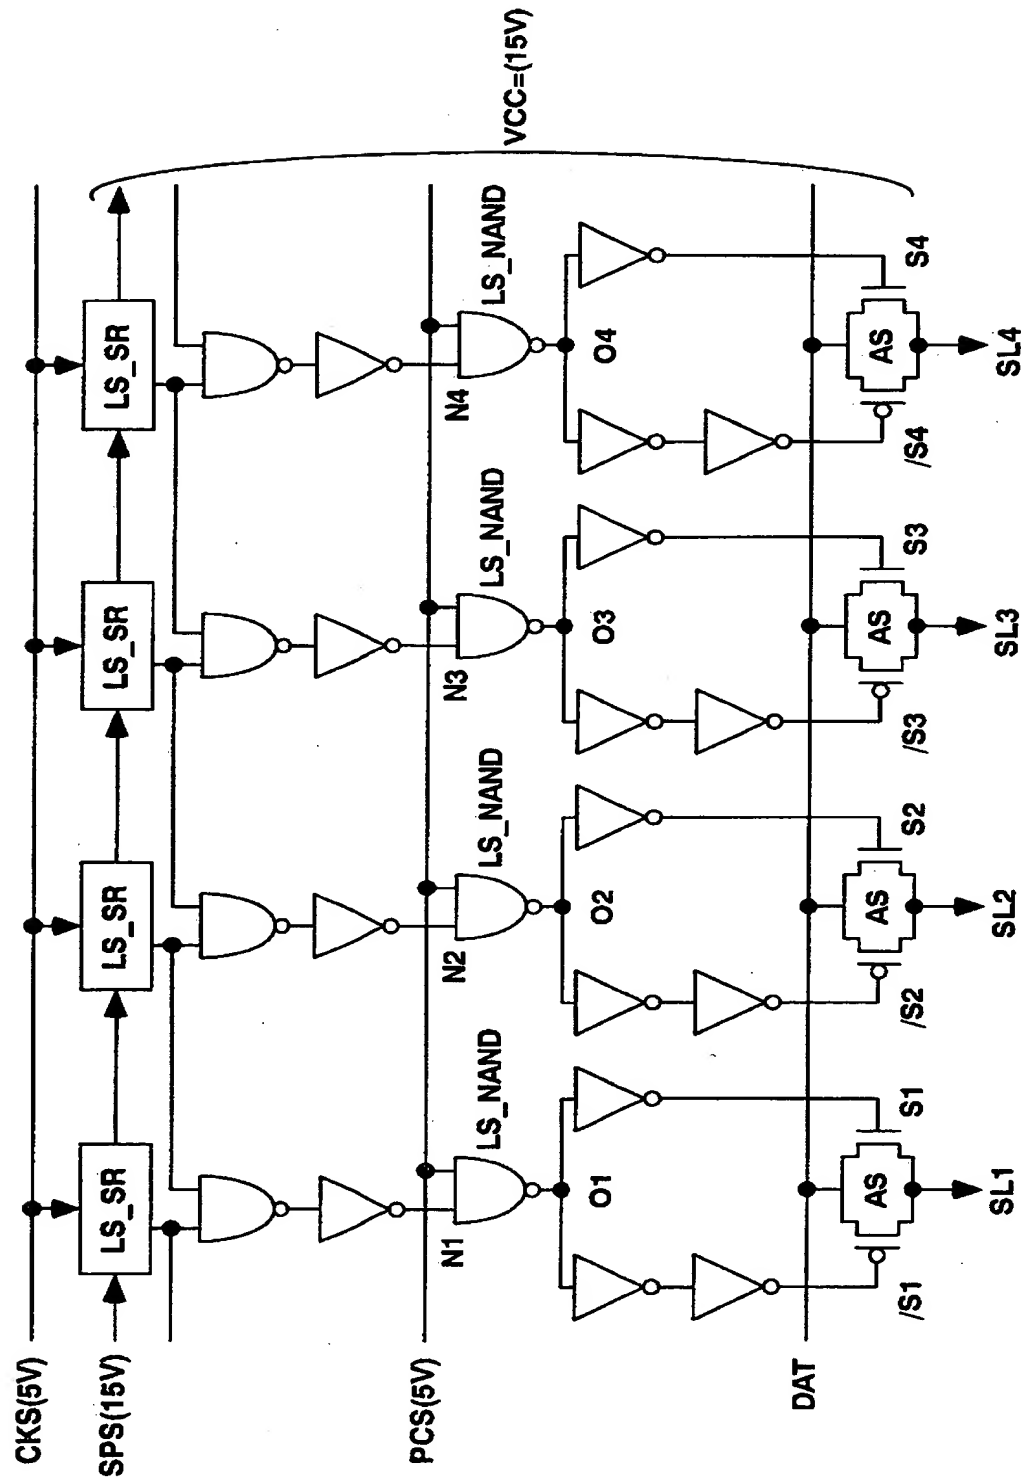 CKS(5V)
SPS(15V)
LS_SR
LS_SR
LS_SR
LS_SR
VCC=(15V)
PCS(5V)
N1
LS_NAND
N2
LS_NAND
N3
LS_NAND
N4
LS_NAND
O1
O2
O3
O4
DAT
AS
AS
AS
AS
/S1
S1
/S2
S2
/S3
S3
/S4
S4
SL1
SL2
SL3
SL4